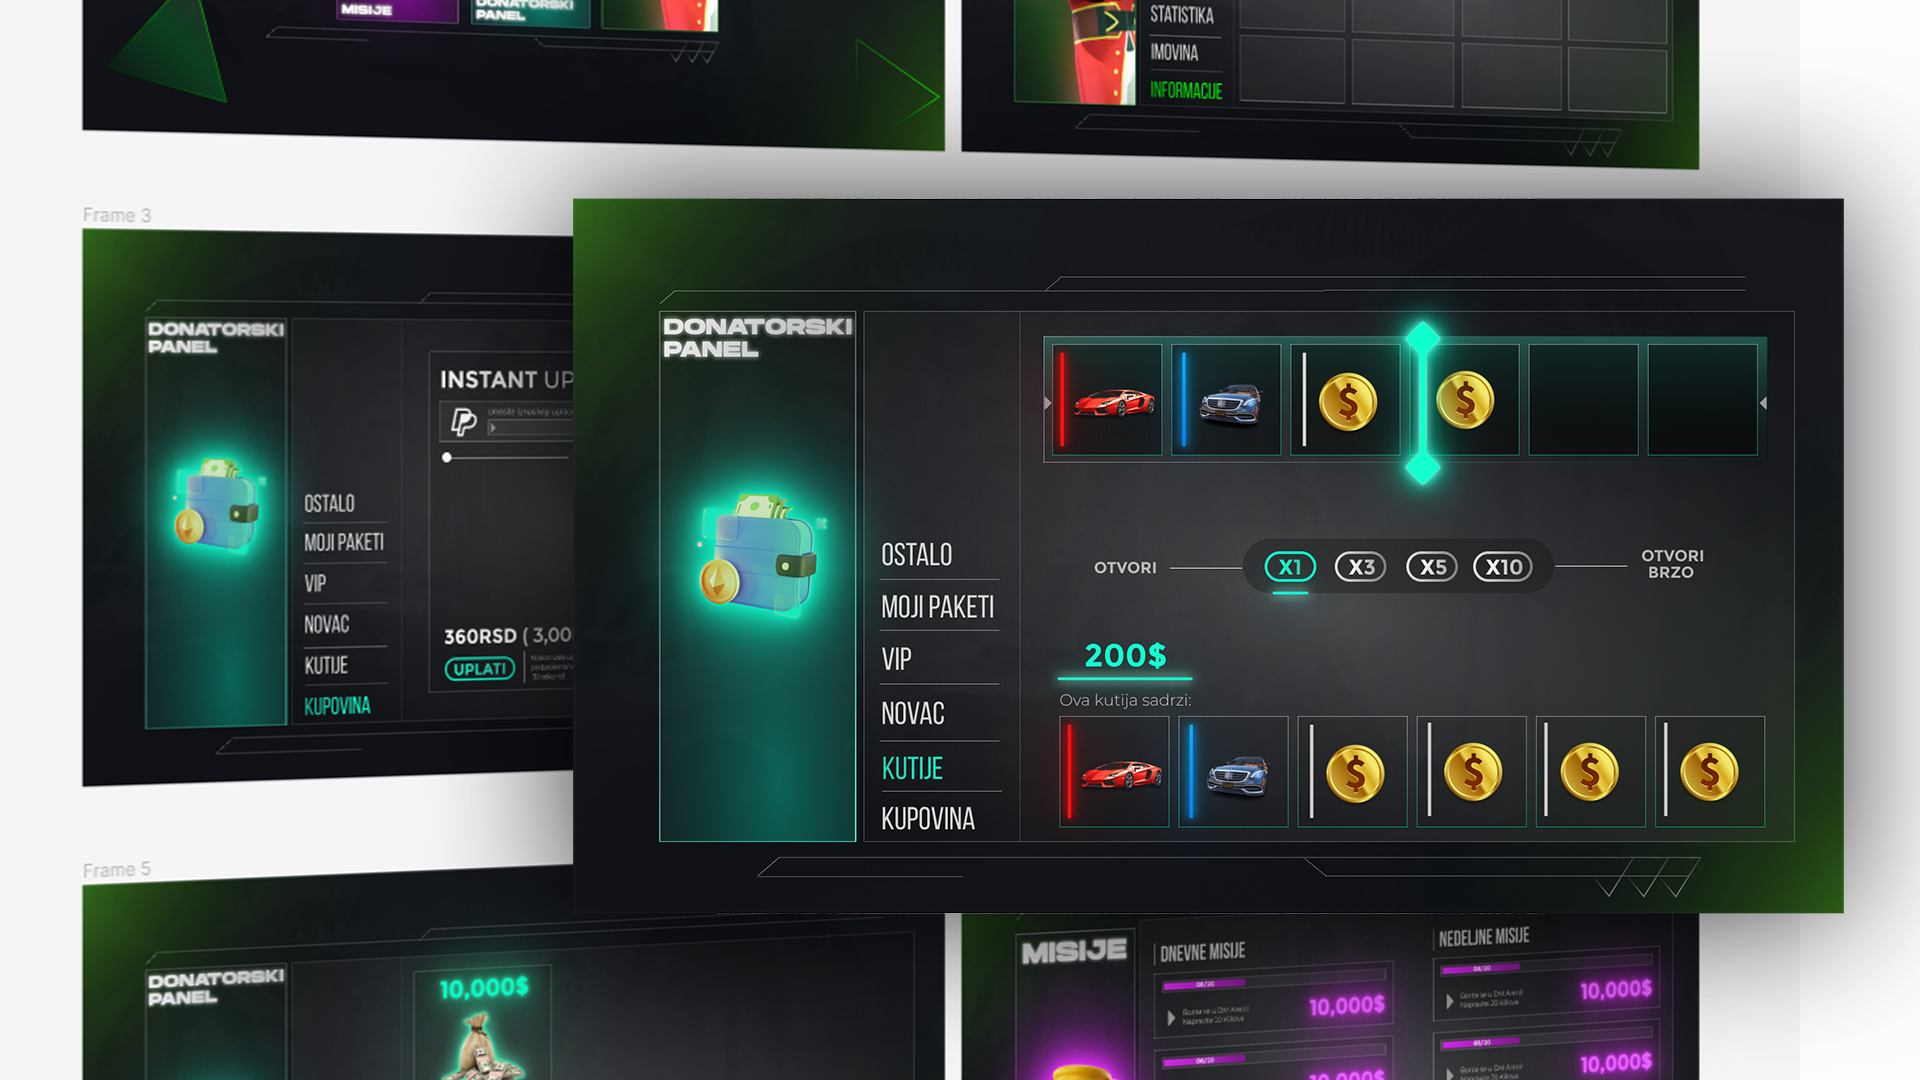 MISIJE
DONATORSKI
PANEL
STATISTIKA
IMOVINA
INFORMACIJE
Frame 3
DONATORSKI
PANEL
OSTALO
MOJI PAKETI
VIP
NOVAC
KUTIJE
KUPOVINA
INSTANT UP
360RSD ( 3,00
UPLATI
DONATORSKI
PANEL
OSTALO
MOJI PAKETI
VIP
NOVAC
KUTIJE
KUPOVINA
OTVORI
X1
X3
X5
X10
OTVORI
BRZO
200$
Ova kutija sadrzi:
Frame 5
DONATORSKI
PANEL
10,000$
MISIJE
DNEVNE MISIJE
10,000$
10,000$
NEDELJNE MISIJE
10,000$
10,000$